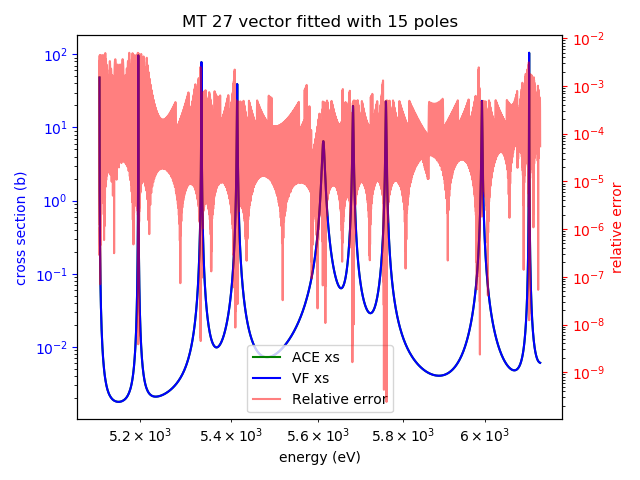 MT 27 vector fitted with 15 poles
10²
10¹
10⁰
10⁻¹
10⁻²
cross section (b)
10⁻²
10⁻³
10⁻⁴
10⁻⁵
10⁻⁶
10⁻⁷
10⁻⁸
10⁻⁹
relative error
ACE xs
VF xs
Relative error
5.2 × 10³ 5.4 × 10³ 5.6 × 10³ 5.8 × 10³ 6 × 10³
energy (eV)